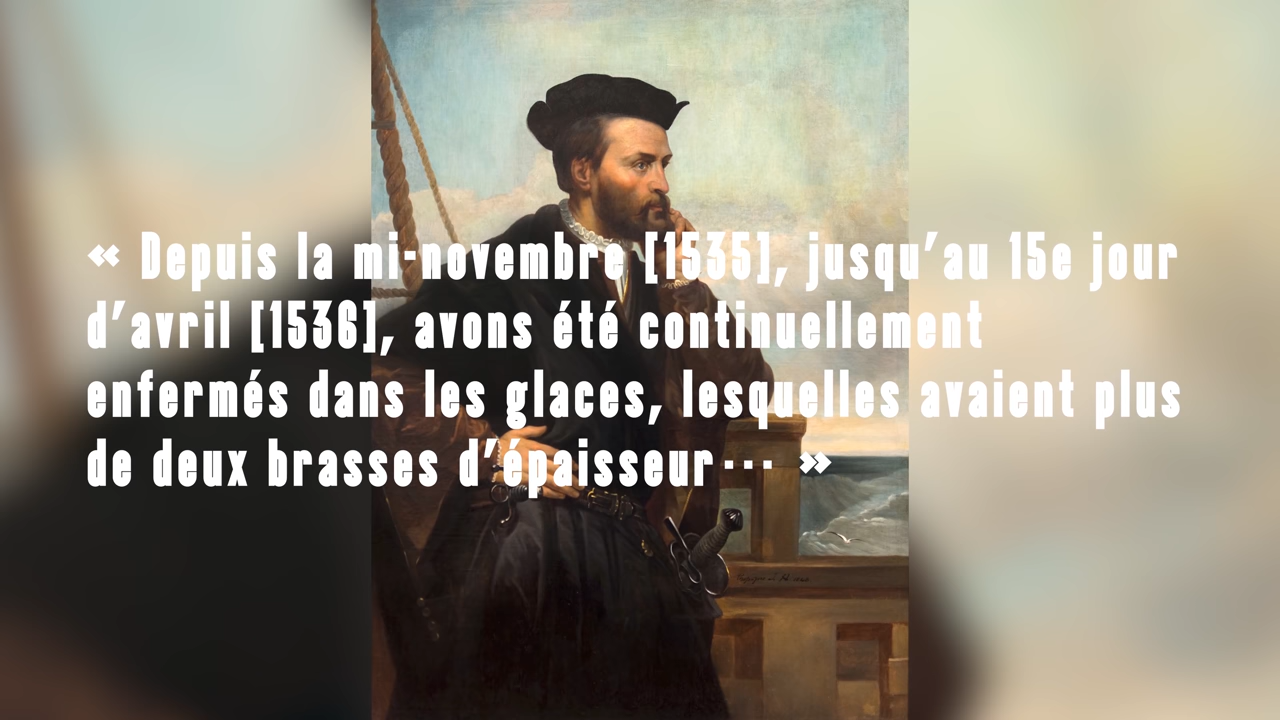 « Depuis la mi-novembre [1535], jusqu’au 15e jour
d’avril [1536], avons été continuellement
enfermés dans les glaces, lesquelles avaient plus
de deux brasses d’épaisseur··· »